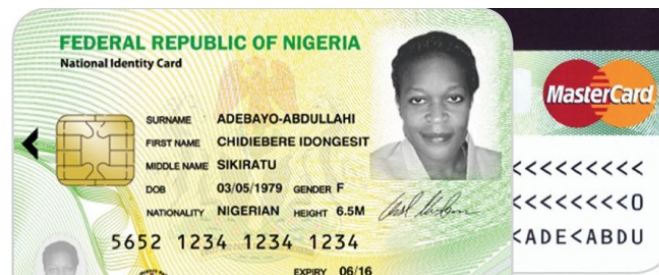 FEDERAL REPUBLIC OF NIGERIA
National Identity Card
SURNAME ADEBAYO-ABDULLAHI
FIRST NAME CHIDIEBERE IDONGESIT
MIDDLE NAME SIKIRATU
DOB 03/05/1979 GENDER F
NATIONALITY NIGERIAN HEIGHT 6.5M
5652 1234 1234 1234
EXPIRY 06/16
MasterCard
<<<<<<<<<
<<<<<<<<O
<ADE<ABDU